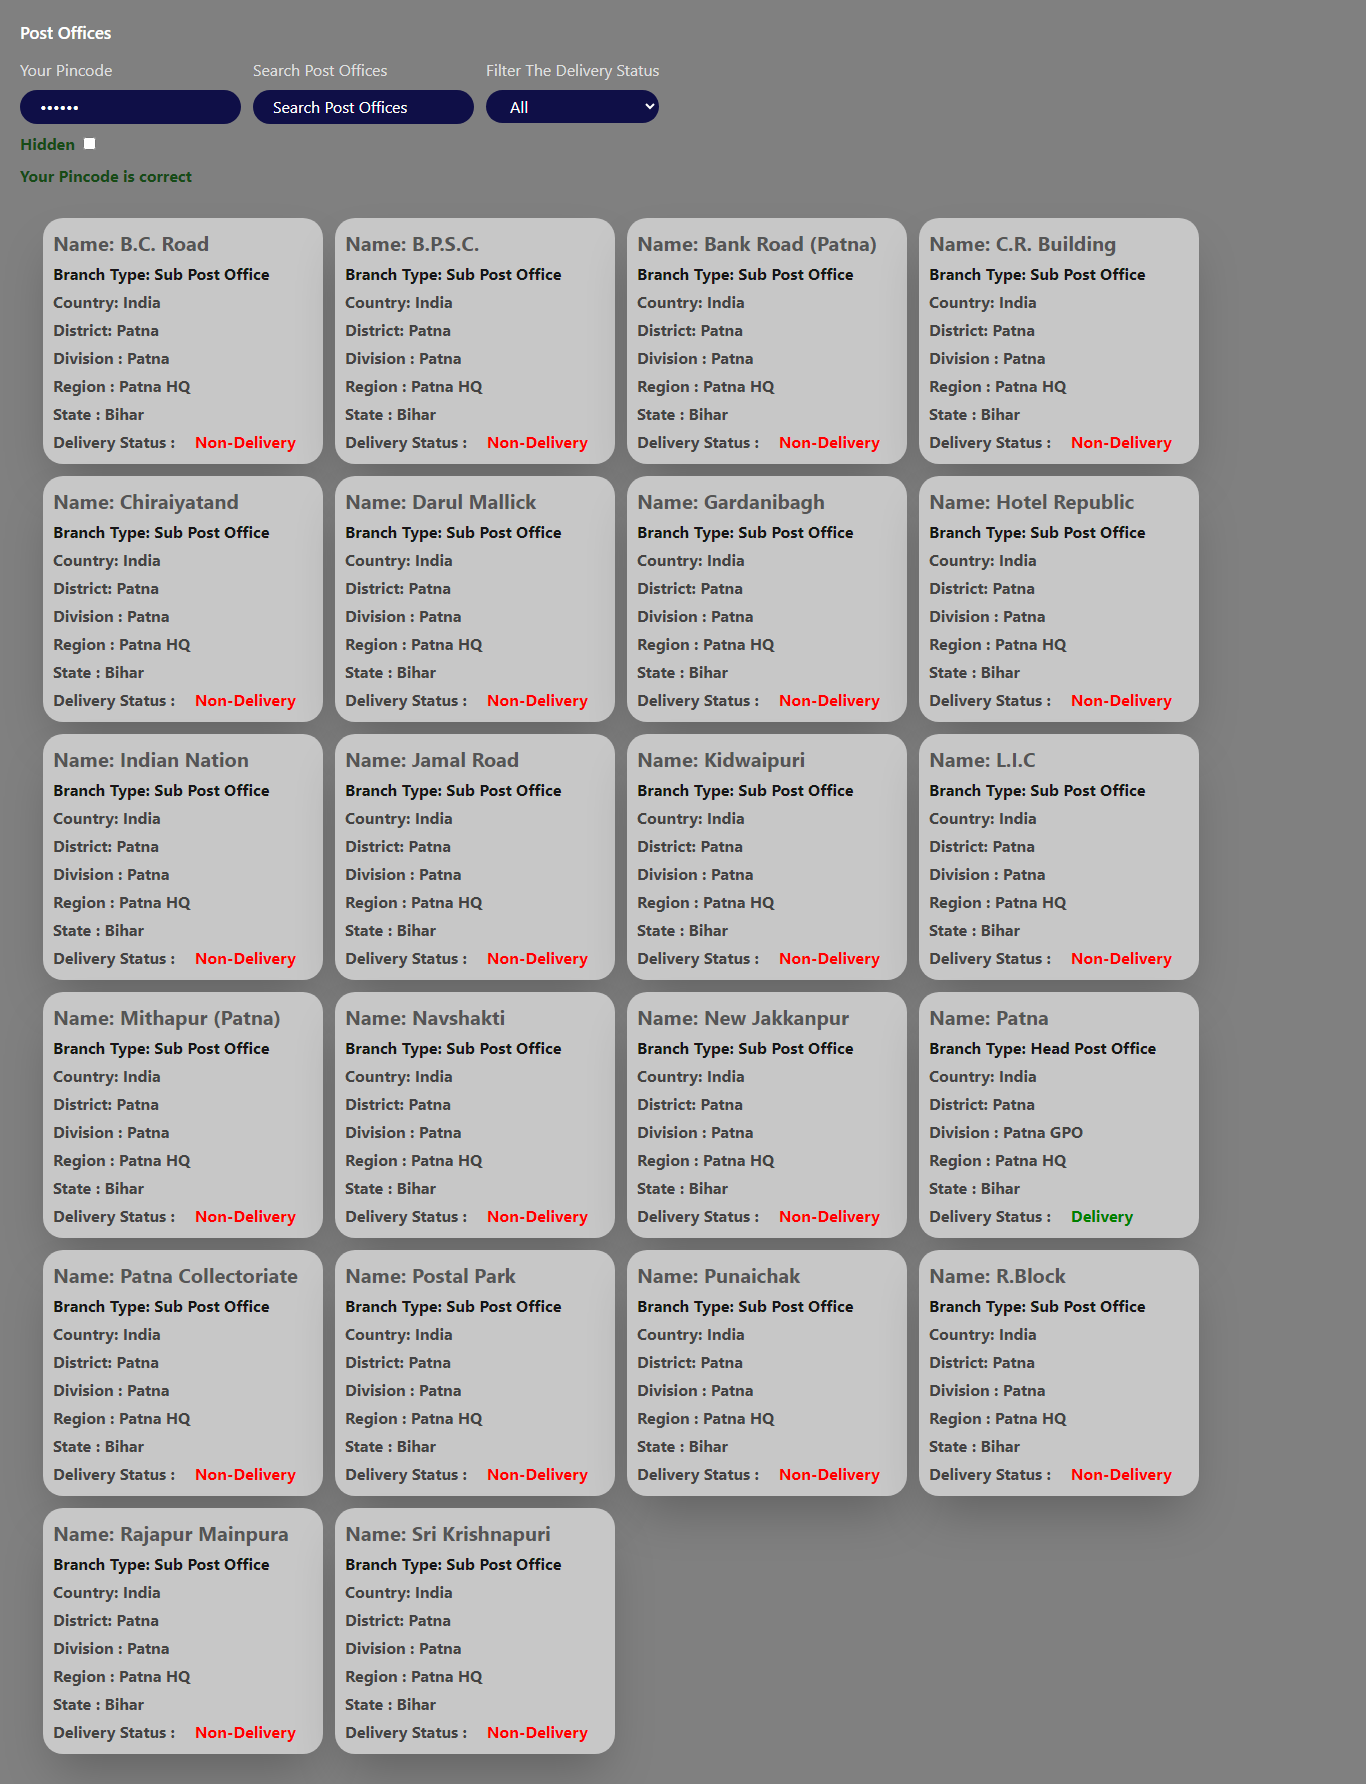 Post Offices
Your Pincode
Search Post Offices
Filter The Delivery Status
••••••
Search Post Offices
All
Hidden
Your Pincode is correct
Name: B.C. Road
Branch Type: Sub Post Office
Country: India
District: Patna
Division : Patna
Region : Patna HQ
State : Bihar
Delivery Status : Non-Delivery
Name: B.P.S.C.
Branch Type: Sub Post Office
Country: India
District: Patna
Division : Patna
Region : Patna HQ
State : Bihar
Delivery Status : Non-Delivery
Name: Bank Road (Patna)
Branch Type: Sub Post Office
Country: India
District: Patna
Division : Patna
Region : Patna HQ
State : Bihar
Delivery Status : Non-Delivery
Name: C.R. Building
Branch Type: Sub Post Office
Country: India
District: Patna
Division : Patna
Region : Patna HQ
State : Bihar
Delivery Status : Non-Delivery
Name: Chiraiyatand
Branch Type: Sub Post Office
Country: India
District: Patna
Division : Patna
Region : Patna HQ
State : Bihar
Delivery Status : Non-Delivery
Name: Darul Mallick
Branch Type: Sub Post Office
Country: India
District: Patna
Division : Patna
Region : Patna HQ
State : Bihar
Delivery Status : Non-Delivery
Name: Gardanibagh
Branch Type: Sub Post Office
Country: India
District: Patna
Division : Patna
Region : Patna HQ
State : Bihar
Delivery Status : Non-Delivery
Name: Hotel Republic
Branch Type: Sub Post Office
Country: India
District: Patna
Division : Patna
Region : Patna HQ
State : Bihar
Delivery Status : Non-Delivery
Name: Indian Nation
Branch Type: Sub Post Office
Country: India
District: Patna
Division : Patna
Region : Patna HQ
State : Bihar
Delivery Status : Non-Delivery
Name: Jamal Road
Branch Type: Sub Post Office
Country: India
District: Patna
Division : Patna
Region : Patna HQ
State : Bihar
Delivery Status : Non-Delivery
Name: Kidwaipuri
Branch Type: Sub Post Office
Country: India
District: Patna
Division : Patna
Region : Patna HQ
State : Bihar
Delivery Status : Non-Delivery
Name: L.I.C
Branch Type: Sub Post Office
Country: India
District: Patna
Division : Patna
Region : Patna HQ
State : Bihar
Delivery Status : Non-Delivery
Name: Mithapur (Patna)
Branch Type: Sub Post Office
Country: India
District: Patna
Division : Patna
Region : Patna HQ
State : Bihar
Delivery Status : Non-Delivery
Name: Navshakti
Branch Type: Sub Post Office
Country: India
District: Patna
Division : Patna
Region : Patna HQ
State : Bihar
Delivery Status : Non-Delivery
Name: New Jakkanpur
Branch Type: Sub Post Office
Country: India
District: Patna
Division : Patna
Region : Patna HQ
State : Bihar
Delivery Status : Non-Delivery
Name: Patna
Branch Type: Head Post Office
Country: India
District: Patna
Division : Patna GPO
Region : Patna HQ
State : Bihar
Delivery Status : Delivery
Name: Patna Collectoriate
Branch Type: Sub Post Office
Country: India
District: Patna
Division : Patna
Region : Patna HQ
State : Bihar
Delivery Status : Non-Delivery
Name: Postal Park
Branch Type: Sub Post Office
Country: India
District: Patna
Division : Patna
Region : Patna HQ
State : Bihar
Delivery Status : Non-Delivery
Name: Punaichak
Branch Type: Sub Post Office
Country: India
District: Patna
Division : Patna
Region : Patna HQ
State : Bihar
Delivery Status : Non-Delivery
Name: R.Block
Branch Type: Sub Post Office
Country: India
District: Patna
Division : Patna
Region : Patna HQ
State : Bihar
Delivery Status : Non-Delivery
Name: Rajapur Mainpura
Branch Type: Sub Post Office
Country: India
District: Patna
Division : Patna
Region : Patna HQ
State : Bihar
Delivery Status : Non-Delivery
Name: Sri Krishnapuri
Branch Type: Sub Post Office
Country: India
District: Patna
Division : Patna
Region : Patna HQ
State : Bihar
Delivery Status : Non-Delivery